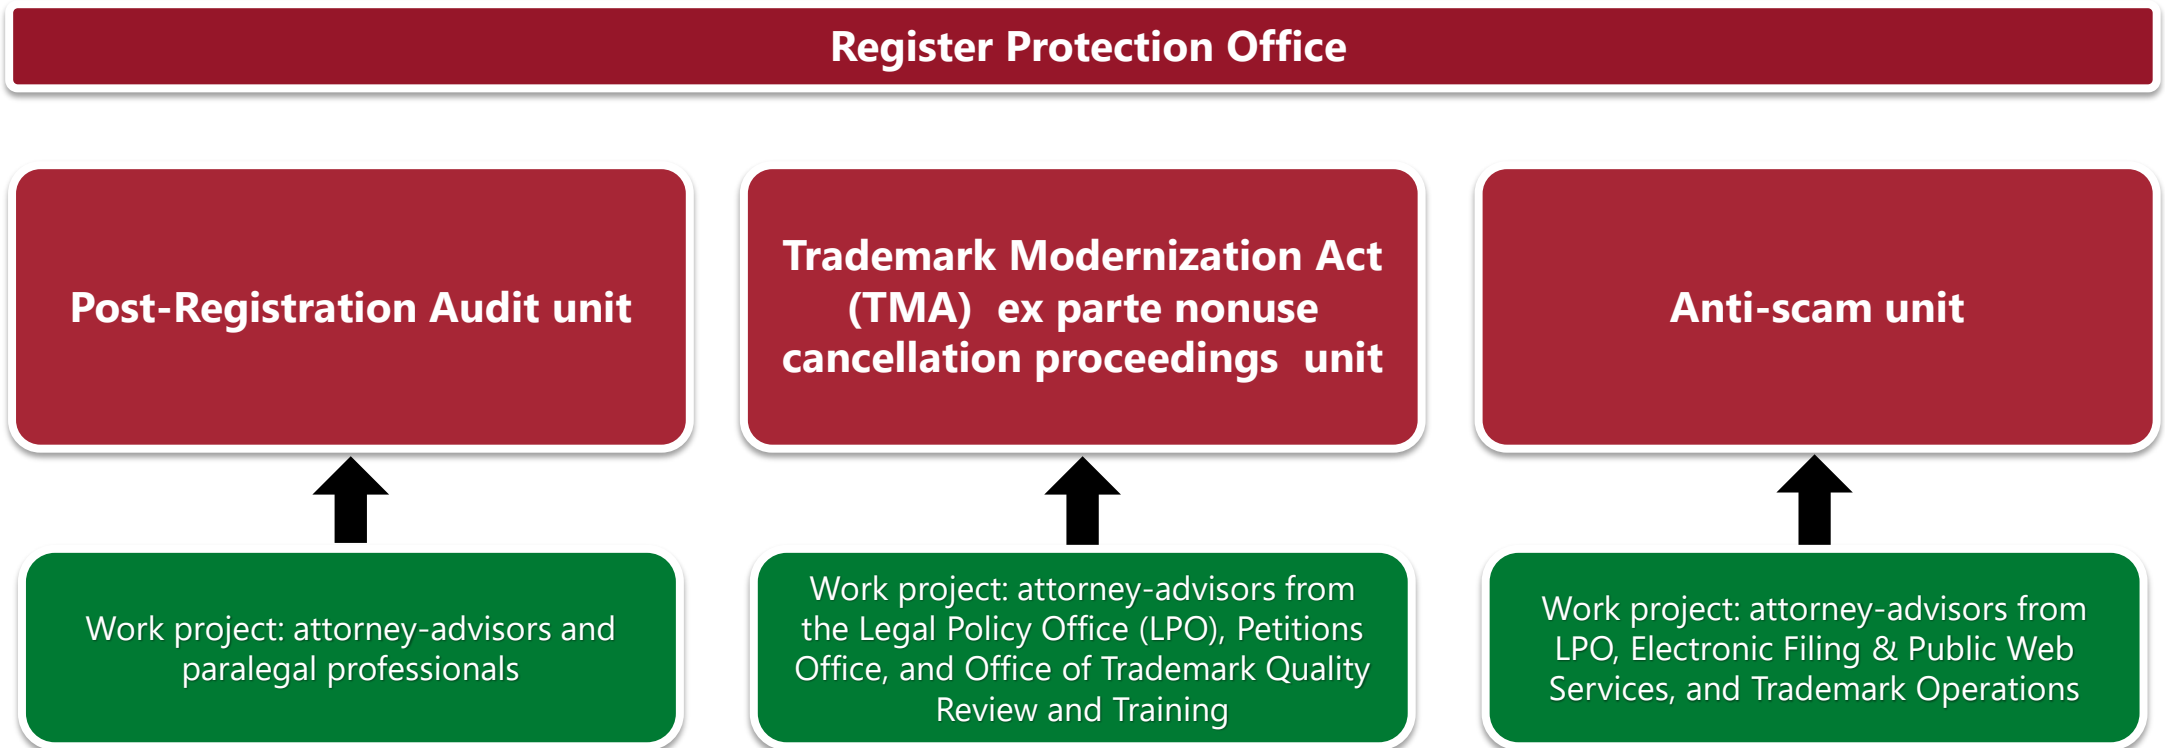 Register Protection Office
Post-Registration Audit unit
Trademark Modernization Act
(TMA) ex parte nonuse
cancellation proceedings unit
Anti-scam unit
Work project: attorney-advisors and
paralegal professionals
Work project: attorney-advisors from
the Legal Policy Office (LPO), Petitions
Office, and Office of Trademark Quality
Review and Training
Work project: attorney-advisors from
LPO, Electronic Filing & Public Web
Services, and Trademark Operations